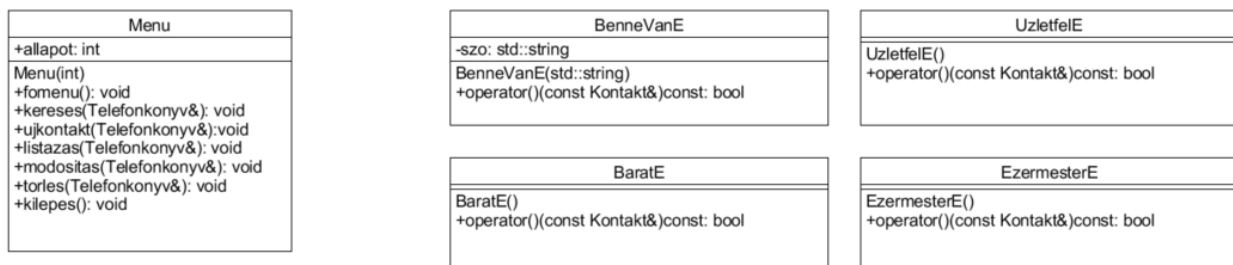 Menu
+allapot: int
Menu(int)
+fomenu(): void
+kereses(Telefonkonyv&): void
+ujkontakt(Telefonkonyv&):void
+listazas(Telefonkonyv&): void
+modositas(Telefonkonyv&): void
+torles(Telefonkonyv&): void
+kilepes(): void
BenneVanE
-szo: std::string
BenneVanE(std::string)
+operator()(const Kontakt&)const: bool
UzletfelE
UzletfelE()
+operator()(const Kontakt&)const: bool
BaratE
BaratE()
+operator()(const Kontakt&)const: bool
EzermesterE
EzermesterE()
+operator()(const Kontakt&)const: bool